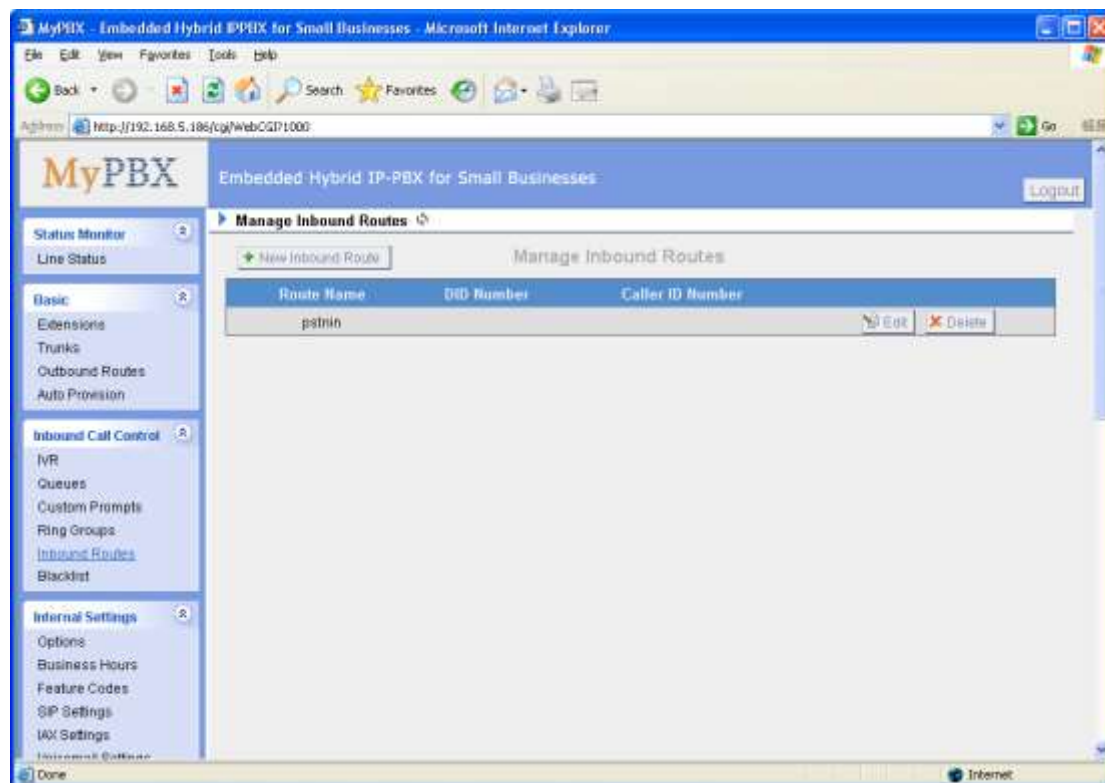 MyPBX - Embedded Hybrid IPPBX for Small Businesses - Microsoft Internet Explorer
File Edit View Favorites Tools Help
Back Search Favorites
Address http://192.168.5.186/cgi/WebCGI?1000 Go
MyPBX
Embedded Hybrid IP-PBX for Small Businesses
Logout
Status Monitor
Line Status
Basic
Extensions
Trunks
Outbound Routes
Auto Provision
Inbound Call Control
IVR
Queues
Custom Prompts
Ring Groups
Inbound Routes
Blacklist
Internal Settings
Options
Business Hours
Feature Codes
SIP Settings
IAX Settings
Voicemail Settings
Manage Inbound Routes
New Inbound Route
Manage Inbound Routes
Route Name DID Number Caller ID Number
pstnin Edit Delete
Done Internet